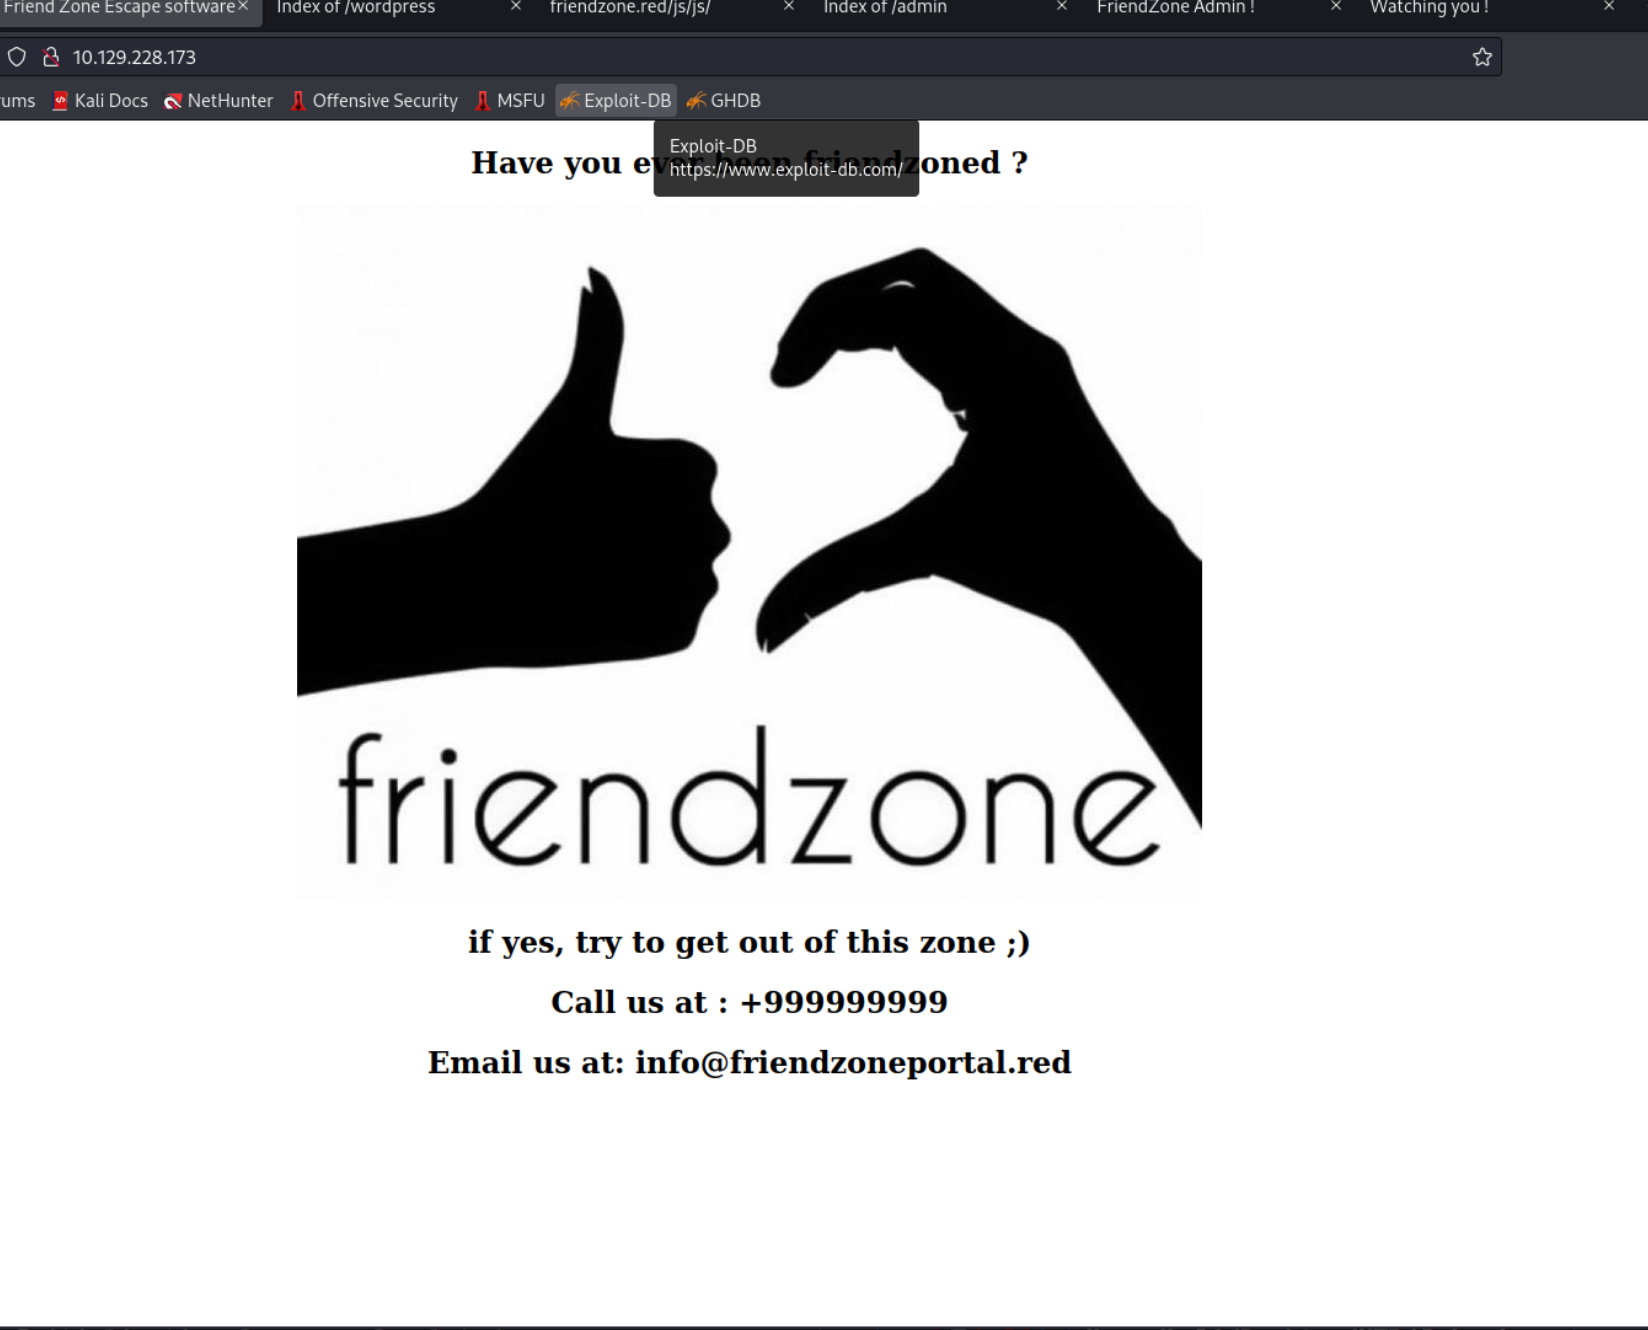 Friend Zone Escape software × Index of /wordpress × friendzone.red/js/js/ × Index of /admin × FriendZone Admin ! × Watching you ! ×
10.129.228.173
ums Kali Docs NetHunter Offensive Security MSFU Exploit-DB GHDB
Exploit-DB
https://www.exploit-db.com/
Have you ever been friendzoned ?
friendzone
if yes, try to get out of this zone ;)
Call us at : +999999999
Email us at: info@friendzoneportal.red